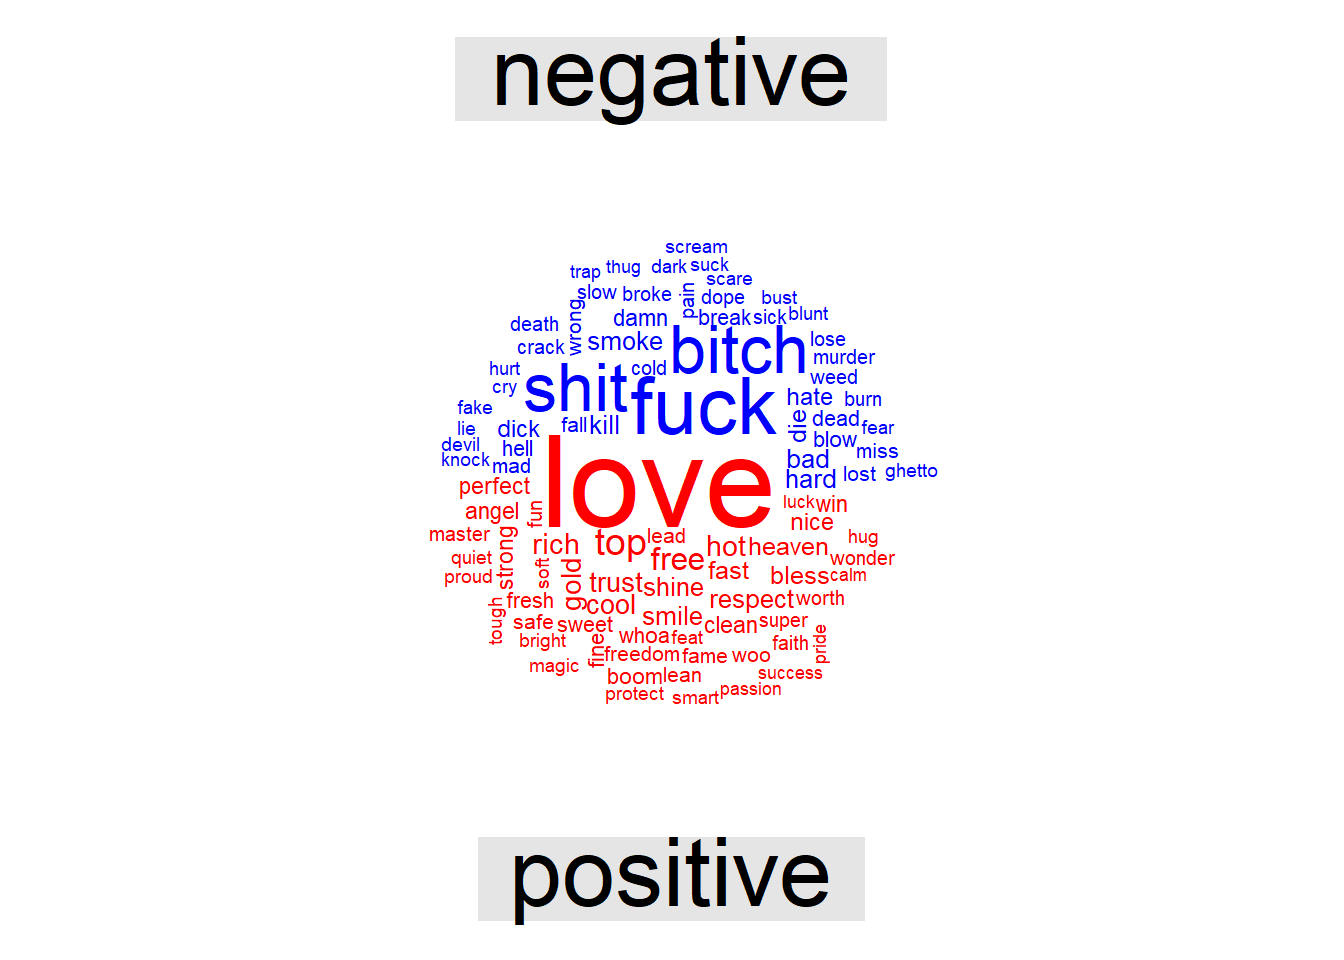 negative
scream
trap thug dark suck
scare
slow broke pain dope bust
death wrong damn break sick blunt
crack smoke bitch lose
murder
hurt cold weed
cry shit fuck hate burn
fake die dead fear
lie dick fall kill blow
devil hell bad miss
knock mad hard lost ghetto
love
perfect luck win
angel fun nice
master strong rich top lead hot heaven hug
quiet soft free wonder
proud gold trust shine fast bless calm
tough fresh cool smile respect worth
safe sweet clean super
bright fine whoa feat faith pride
magic freedom fame woo
boom lean success
protect smart passion
positive